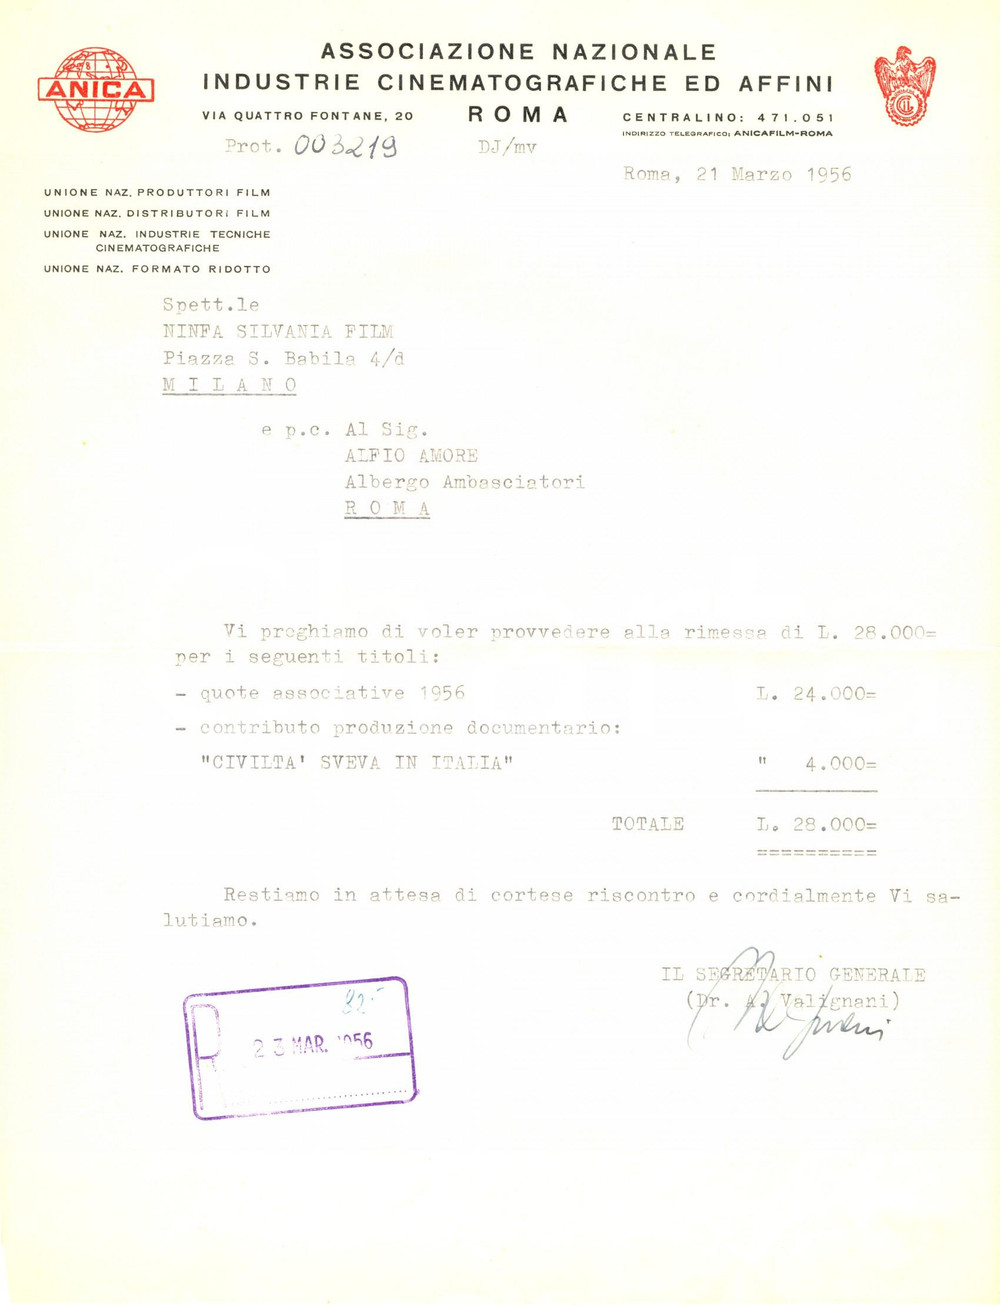 ASSOCIAZIONE NAZIONALE
INDUSTRIE CINEMATOGRAFICHE ED AFFINI
ANICA
VIA QUATTRO FONTANE, 20
ROMA
CENTRALINO: 471.051
INDIRIZZO TELEGRAFICO: ANICAFILM-ROMA
Prot. 003219
DJ/mv
Roma, 21 Marzo 1956
UNIONE NAZ. PRODUTTORI FILM
UNIONE NAZ. DISTRIBUTORI FILM
UNIONE NAZ. INDUSTRIE TECNICHE
CINEMATOGRAFICHE
UNIONE NAZ. FORMATO RIDOTTO
Spett.le
NINFA SILVANIA FILM
Piazza S. Babila 4/d
M I L A N O
e p.c. Al Sig.
ALFIO AMORE
Albergo Ambasciatori
R O M A
Vi preghiamo di voler provvedere alla rimessa di L. 28.000=
per i seguenti titoli:
- quote associative 1956 L. 24.000=
- contributo produzione documentario:
"CIVILTA' SVEVA IN ITALIA" " 4.000=
TOTALE L. 28.000=
==========
Restiamo in attesa di cortese riscontro e cordialmente Vi sa-
lutiamo.
IL SEGRETARIO GENERALE
(Dr. A. Valignani)
23 MAR. 1956